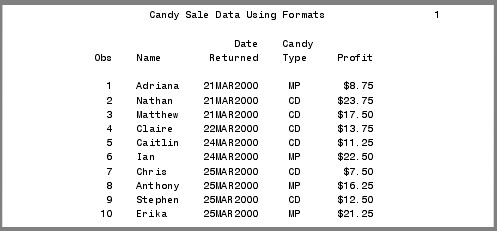 Candy Sale Data Using Formats 1
Date Candy
Obs Name Returned Type Profit
1 Adriana 21MAR2000 MP $8.75
2 Nathan 21MAR2000 CD $23.75
3 Matthew 21MAR2000 CD $17.50
4 Claire 22MAR2000 CD $13.75
5 Caitlin 24MAR2000 CD $11.25
6 Ian 24MAR2000 MP $22.50
7 Chris 25MAR2000 CD $7.50
8 Anthony 25MAR2000 MP $16.25
9 Stephen 25MAR2000 CD $12.50
10 Erika 25MAR2000 MP $21.25